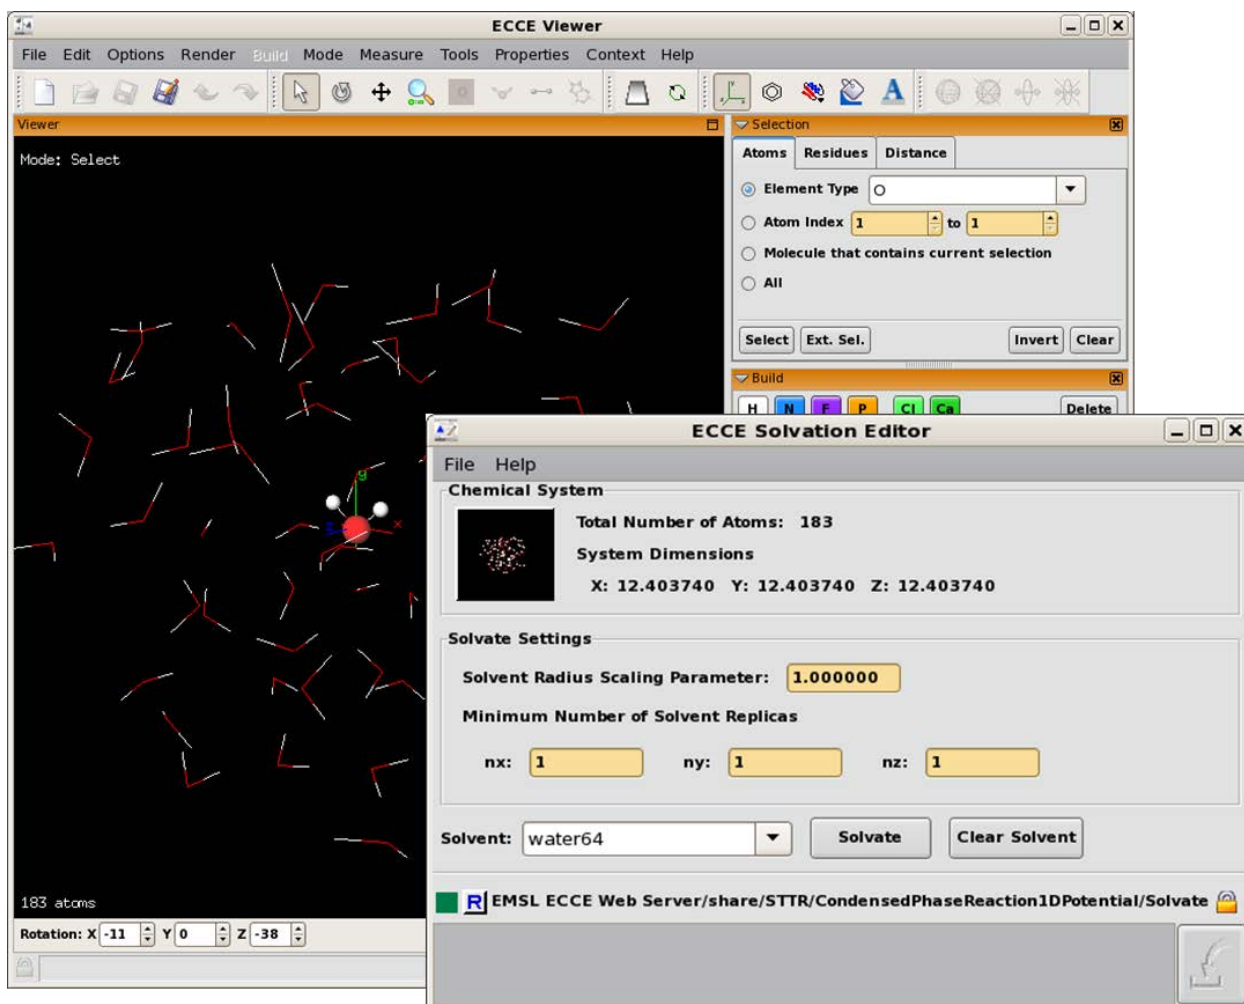 ECCE Viewer
File Edit Options Render Build Mode Measure Tools Properties Context Help
A
Viewer
Mode: Select
y
x
183 atoms
Rotation: X -11 Y 0 Z -38
Selection
Atoms Residues Distance
Element Type O
Atom Index 1 to 1
Molecule that contains current selection
All
Select Ext. Sel. Invert Clear
Build
H N F P Cl Ca Delete
ECCE Solvation Editor
File Help
Chemical System
Total Number of Atoms: 183
System Dimensions
X: 12.403740 Y: 12.403740 Z: 12.403740
Solvate Settings
Solvent Radius Scaling Parameter: 1.000000
Minimum Number of Solvent Replicas
nx: 1 ny: 1 nz: 1
Solvent: water64 Solvate Clear Solvent
R EMSL ECCE Web Server/share/STTR/CondensedPhaseReaction1DPotential/Solvate